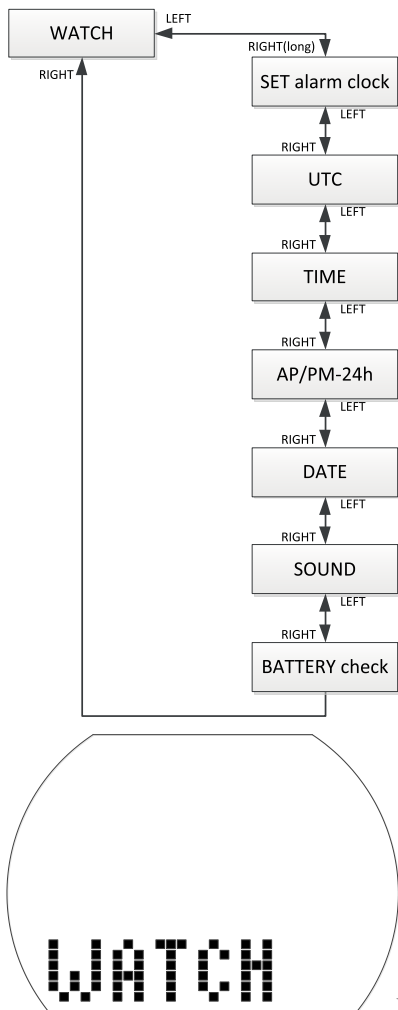 WATCH
LEFT
RIGHT
RIGHT(long)
SET alarm clock
LEFT
RIGHT
UTC
LEFT
RIGHT
TIME
LEFT
RIGHT
AP/PM-24h
LEFT
RIGHT
DATE
LEFT
RIGHT
SOUND
LEFT
RIGHT
BATTERY check
WATCH